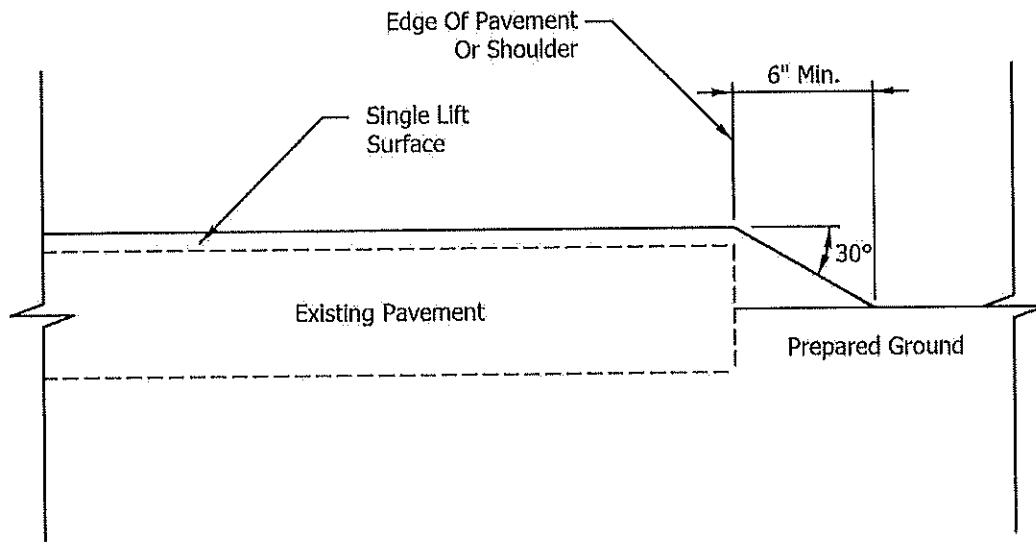 Edge Of Pavement
Or Shoulder
6" Min.
Single Lift
Surface
30°
Existing Pavement
Prepared Ground